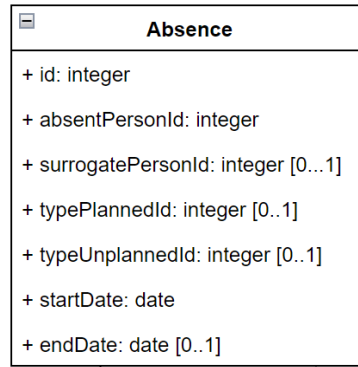 Absence
+ id: integer
+ absentPersonId: integer
+ surrogatePersonId: integer [0...1]
+ typePlannedId: integer [0..1]
+ typeUnplannedId: integer [0..1]
+ startDate: date
+ endDate: date [0..1]